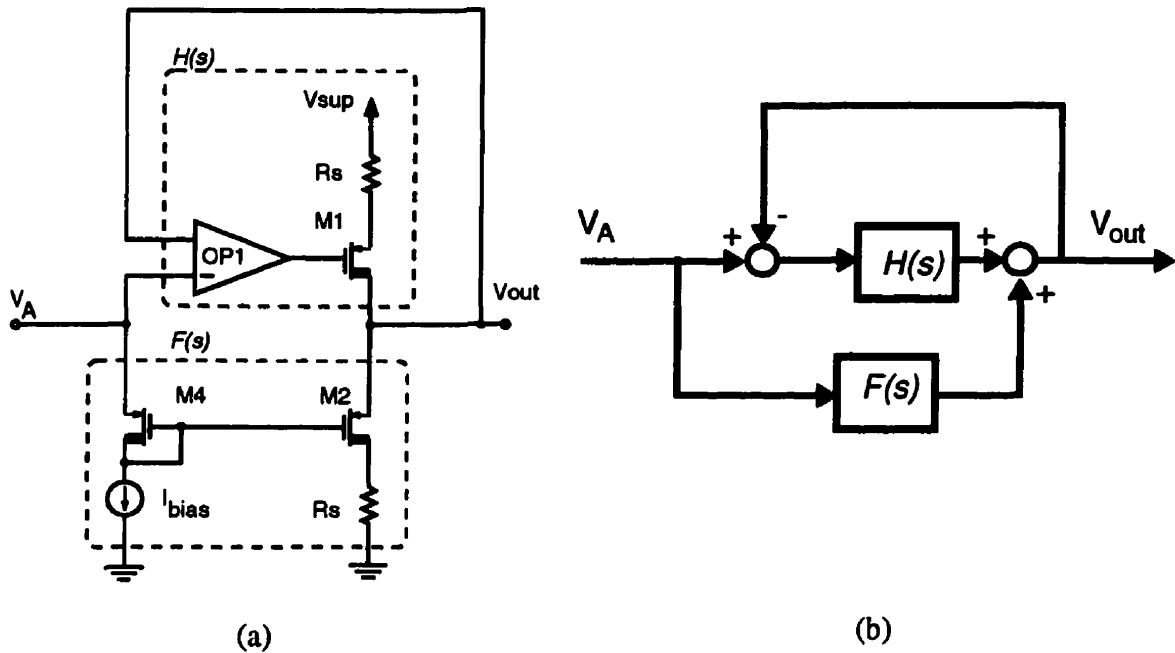 H(s)
Vsup
Rs
M1
OP1
V_A
Vout
F(s)
M4
M2
I_bias
Rs
(a)
V_A
+
-
H(s)
+
V_out
+
F(s)
(b)